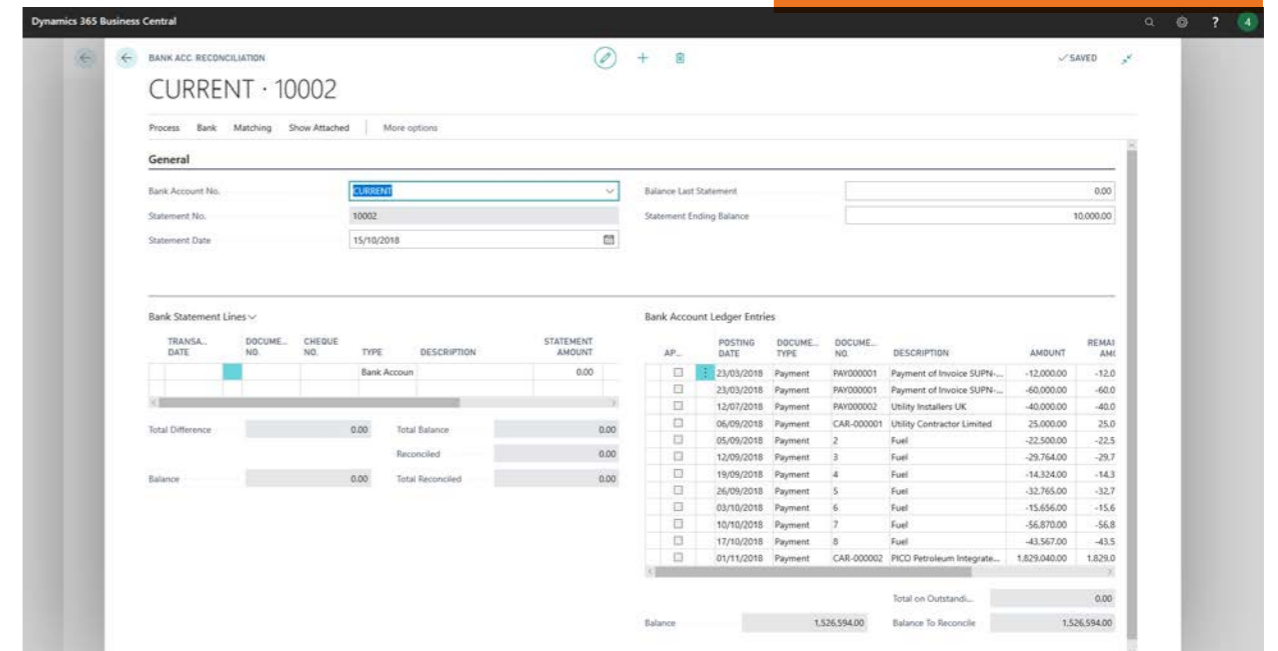 Dynamics 365 Business Central
? 4
BANK ACC. RECONCILIATION
SAVED
CURRENT · 10002
Process Bank Matching Show Attached More options
General
Bank Account No. CURRENT Balance Last Statement 0.00
Statement No. 10002 Statement Ending Balance 10,000.00
Statement Date 15/10/2018
Bank Statement Lines Bank Account Ledger Entries
TRANSA... DATE DOCUME... NO. CHEQUE NO. TYPE DESCRIPTION STATEMENT AMOUNT
AP... POSTING DATE DOCUME... TYPE DOCUME... NO. DESCRIPTION AMOUNT REMAI AMO
Bank Accoun 0.00
23/03/2018 Payment PAY000001 Payment of Invoice SUPN-... -12,000.00 -12.0
23/03/2018 Payment PAY000001 Payment of Invoice SUPN-... -60,000.00 -60.0
12/07/2018 Payment PAY000002 Utility Installers UK -40,000.00 -40.0
06/09/2018 Payment CAR-000001 Utility Contractor Limited 25,000.00 25.0
05/09/2018 Payment 2 Fuel -22,500.00 -22.5
12/09/2018 Payment 3 Fuel -29,764.00 -29.7
19/09/2018 Payment 4 Fuel -14,324.00 -14.3
26/09/2018 Payment 5 Fuel -32,765.00 -32.7
03/10/2018 Payment 6 Fuel -15,656.00 -15.6
10/10/2018 Payment 7 Fuel -56,870.00 -56.8
17/10/2018 Payment 8 Fuel -43,567.00 -43.5
01/11/2018 Payment CAR-000002 PICO Petroleum Integrate... 1,829,040.00 1,829.0
Total Difference 0.00 Total Balance 0.00
Reconciled 0.00
Balance 0.00 Total Reconciled 0.00
Total on Outstandi... 0.00
Balance 1,526,594.00 Balance To Reconcile 1,526,594.00